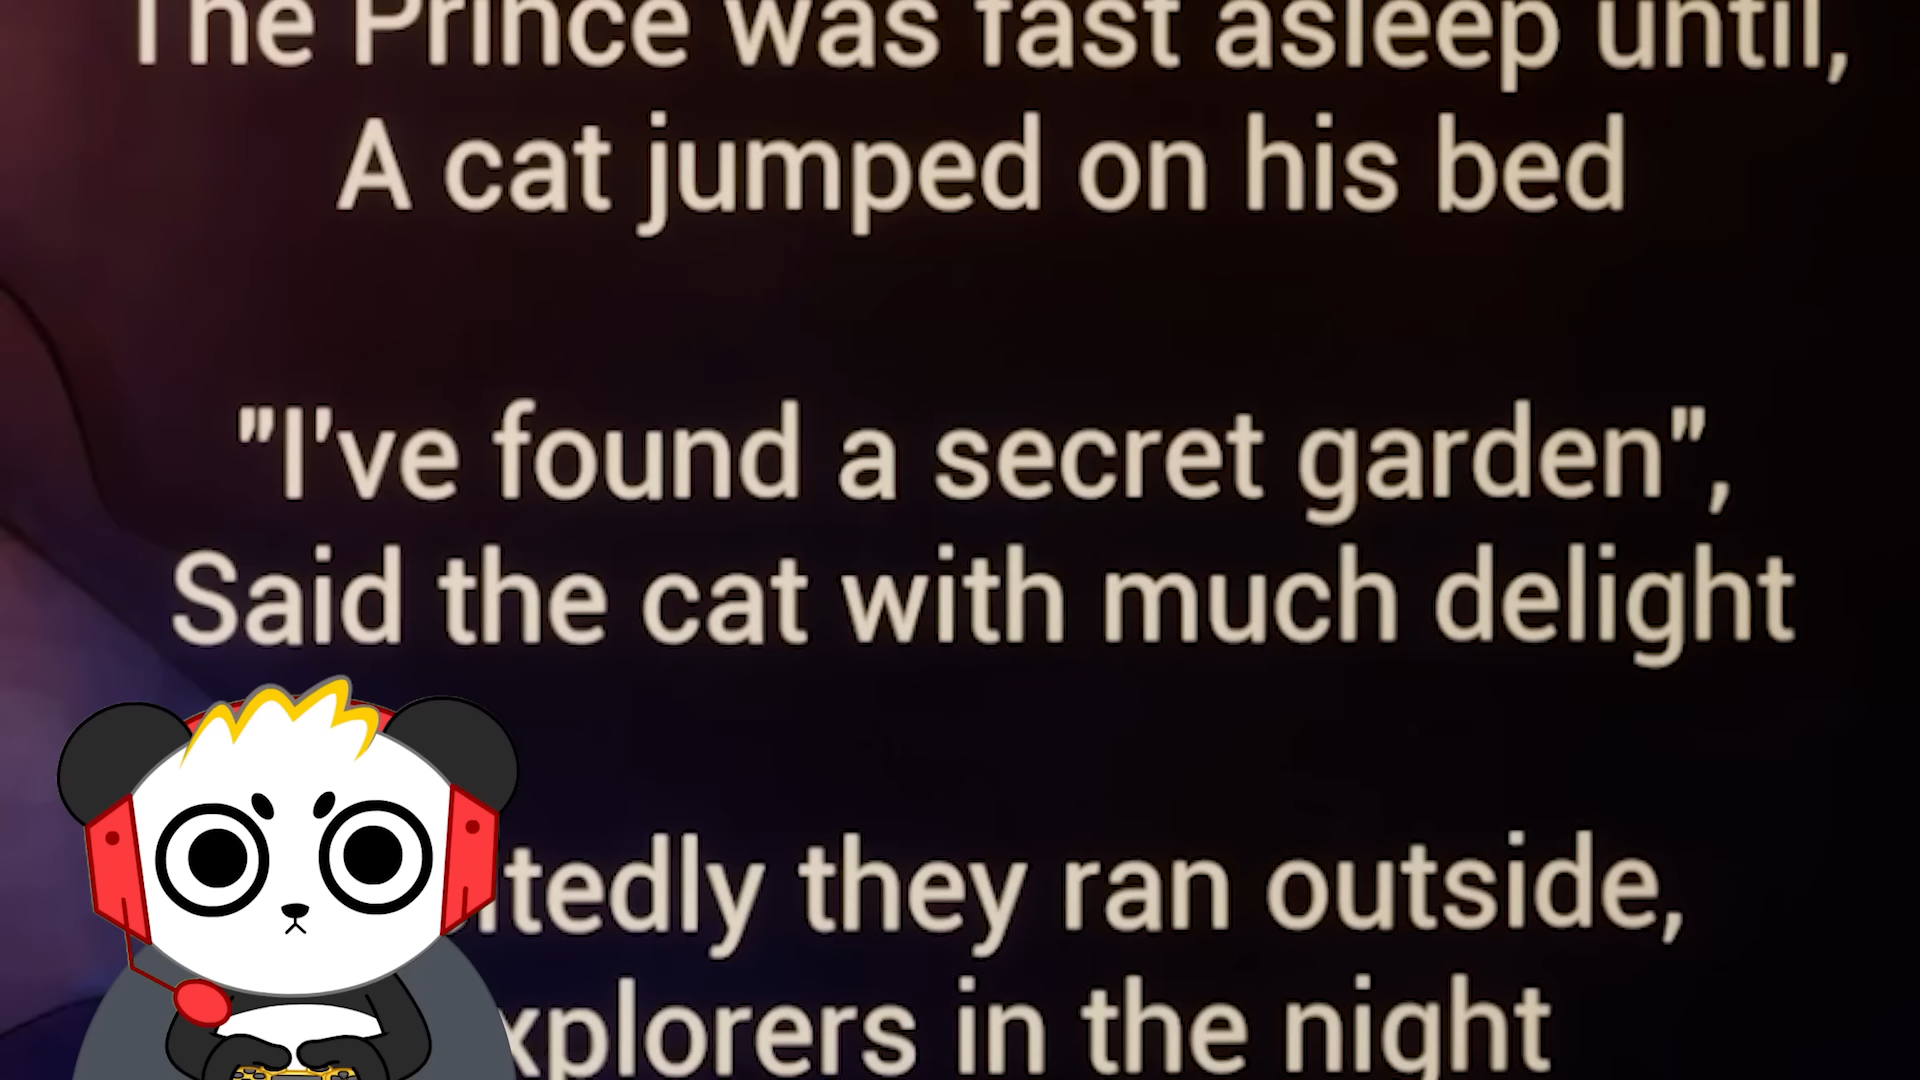 The Prince was fast asleep until,
A cat jumped on his bed
"I've found a secret garden",
Said the cat with much delight
they ran outside,
in the night